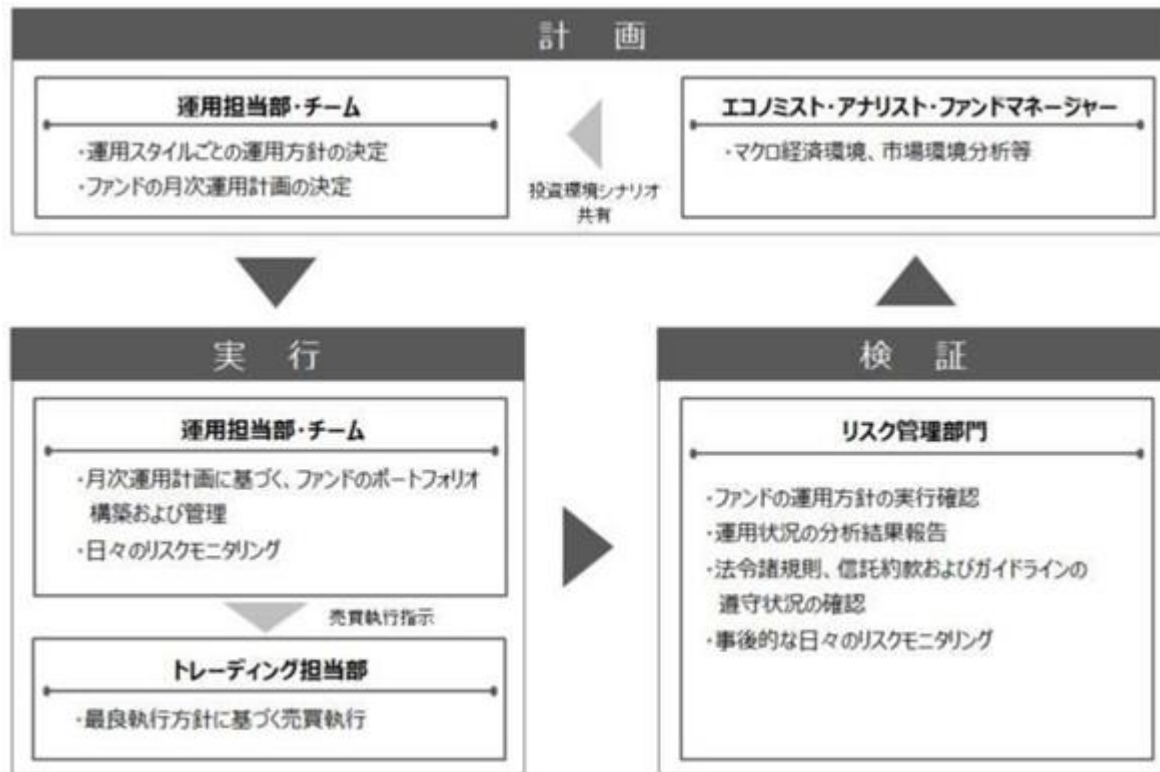 計 画
運用担当部・チーム
・運用スタイルごとの運用方針の決定
・ファンドの月次運用計画の決定
投資環境シナリオ
共有
エコノミスト・アナリスト・ファンドマネージャー
・マクロ経済環境、市場環境分析等
実 行
運用担当部・チーム
・月次運用計画に基づく、ファンドのポートフォリオ
構築および管理
・日々のリスクモニタリング
売買執行指示
トレーディング担当部
・最良執行方針に基づく売買執行
検 証
リスク管理部門
・ファンドの運用方針の実行確認
・運用状況の分析結果報告
・法令諸規則、信託約款およびガイドラインの
遵守状況の確認
・事後的な日々のリスクモニタリング